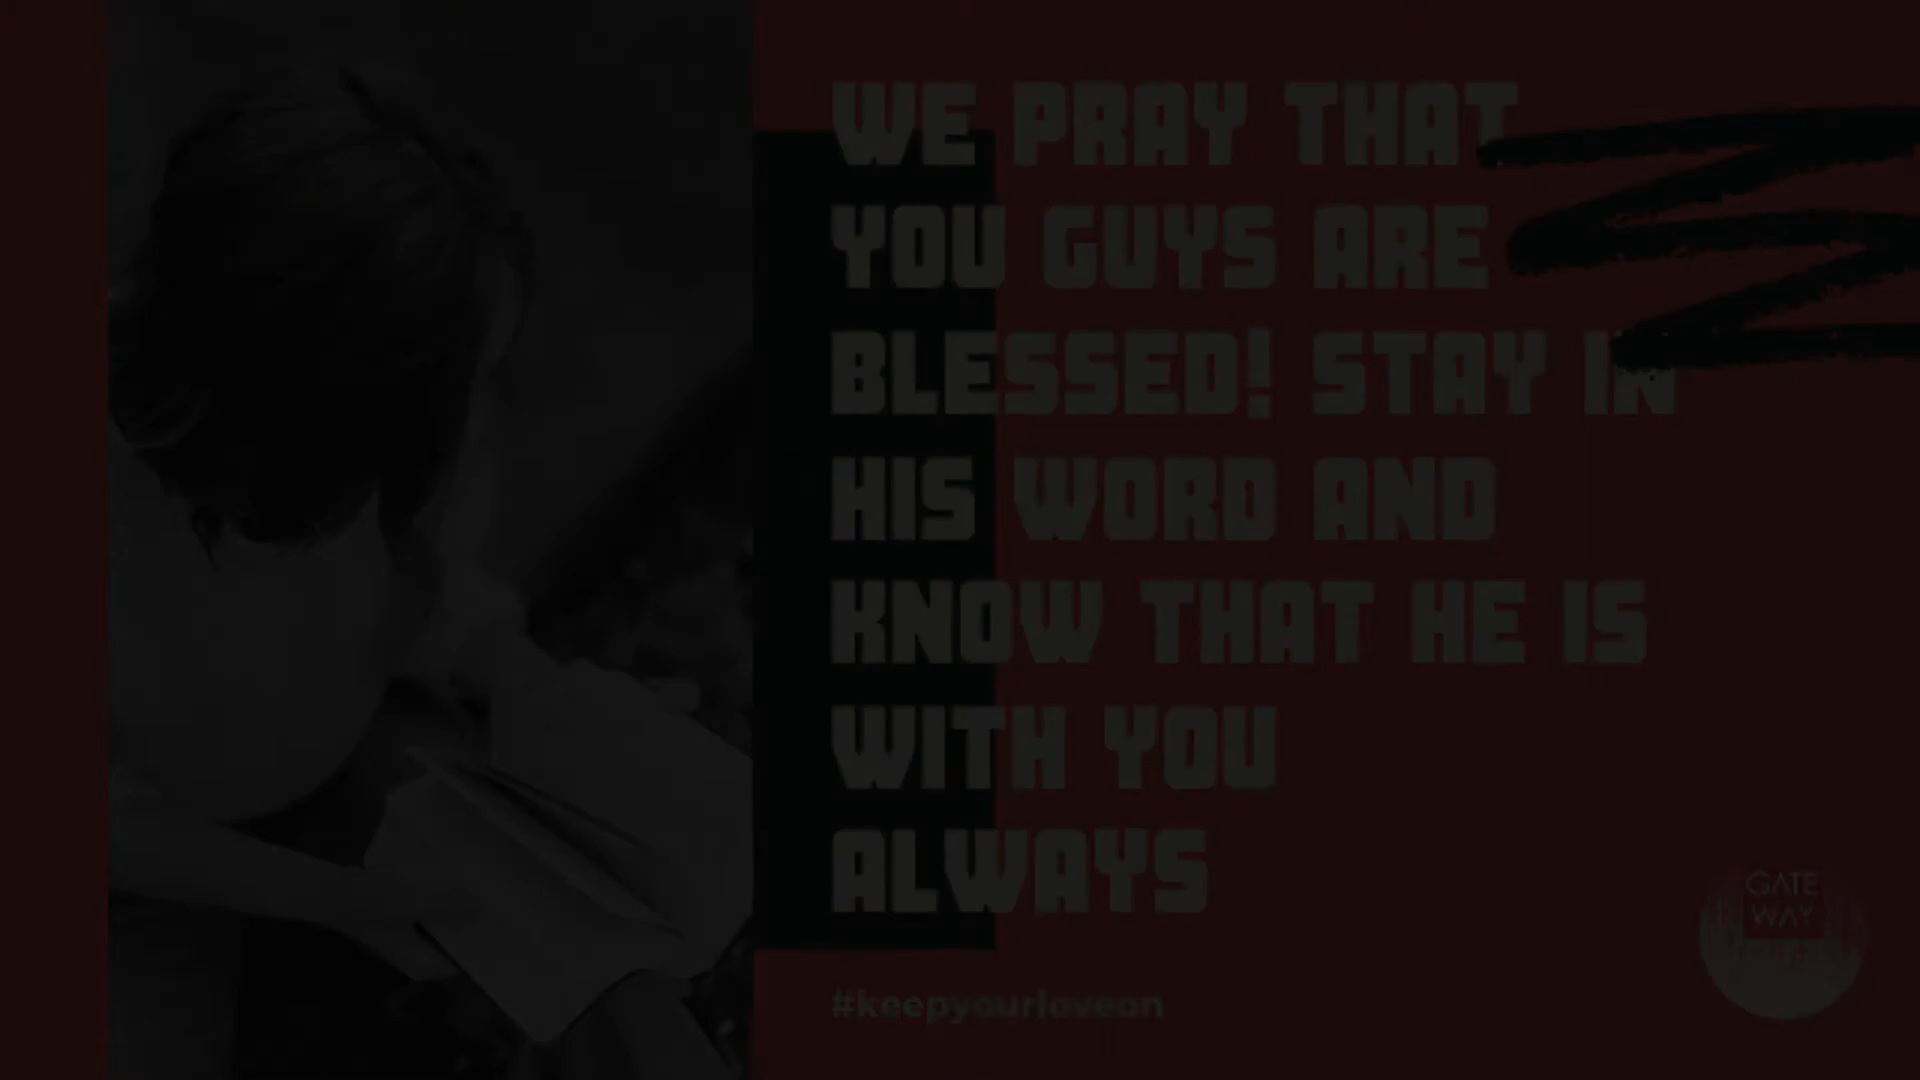 WE PRAY THAT
YOU GUYS ARE
BLESSED! STAY IN
HIS WORD AND
KNOW THAT HE IS
WITH YOU
ALWAYS
#keepyourloveon
GATE
WAY